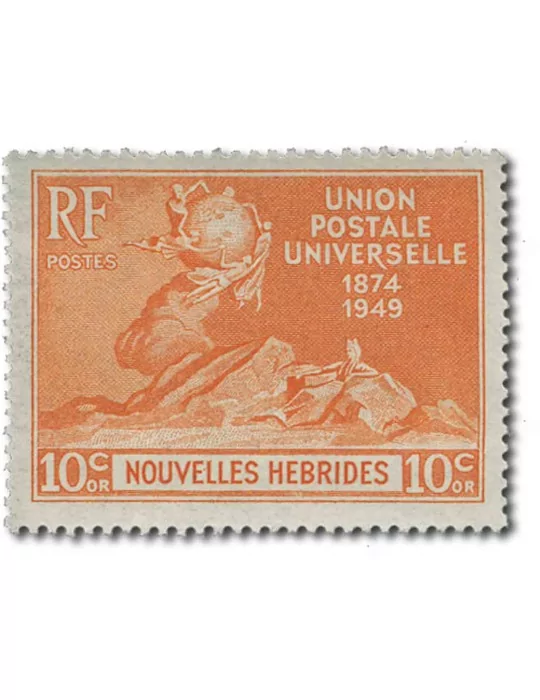 RF
POSTES
UNION
POSTALE
UNIVERSELLE
1874
1949
10c OR NOUVELLES HEBRIDES 10c OR